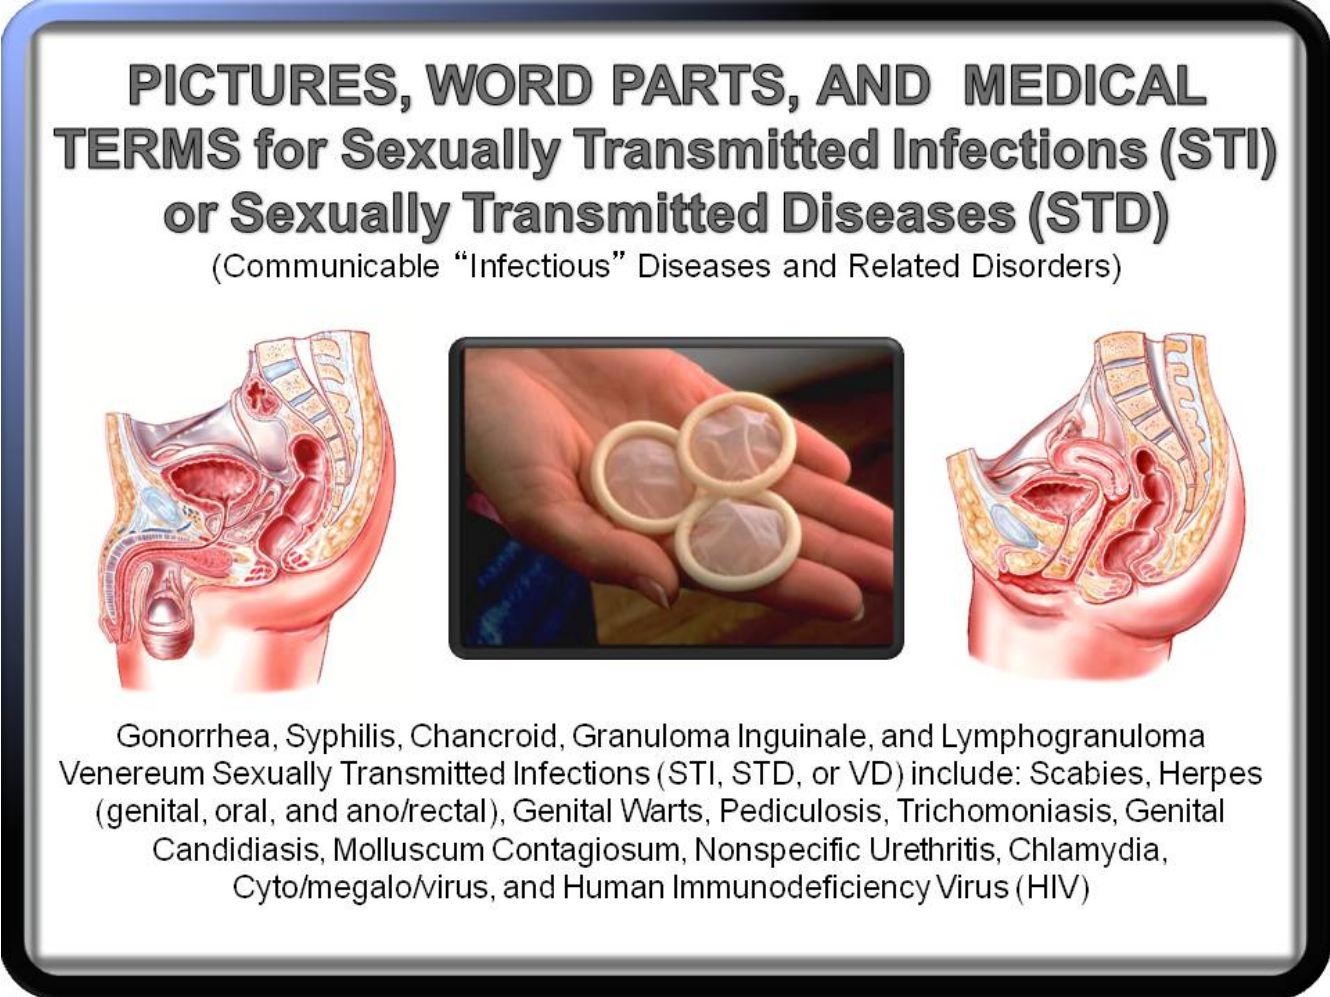 PICTURES, WORD PARTS, AND MEDICAL
TERMS for Sexually Transmitted Infections (STI)
or Sexually Transmitted Diseases (STD)
(Communicable “Infectious” Diseases and Related Disorders)
Gonorrhea, Syphilis, Chancroid, Granuloma Inguinale, and Lymphogranuloma
Venereum Sexually Transmitted Infections (STI, STD, or VD) include: Scabies, Herpes
(genital, oral, and ano/rectal), Genital Warts, Pediculosis, Trichomoniasis, Genital
Candidiasis, Molluscum Contagiosum, Nonspecific Urethritis, Chlamydia,
Cyto/megalo/virus, and Human Immunodeficiency Virus (HIV)